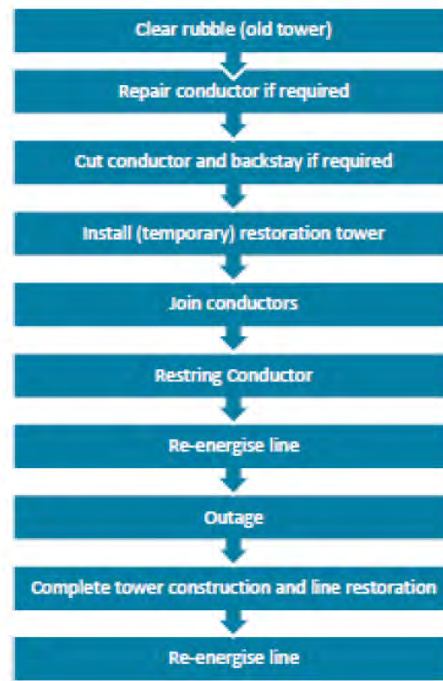 Clear rubble (old tower)
Repair conductor if required
Cut conductor and backstay if required
Install (temporary) restoration tower
Join conductors
Restring Conductor
Re-energise line
Outage
Complete tower construction and line restoration
Re-energise line